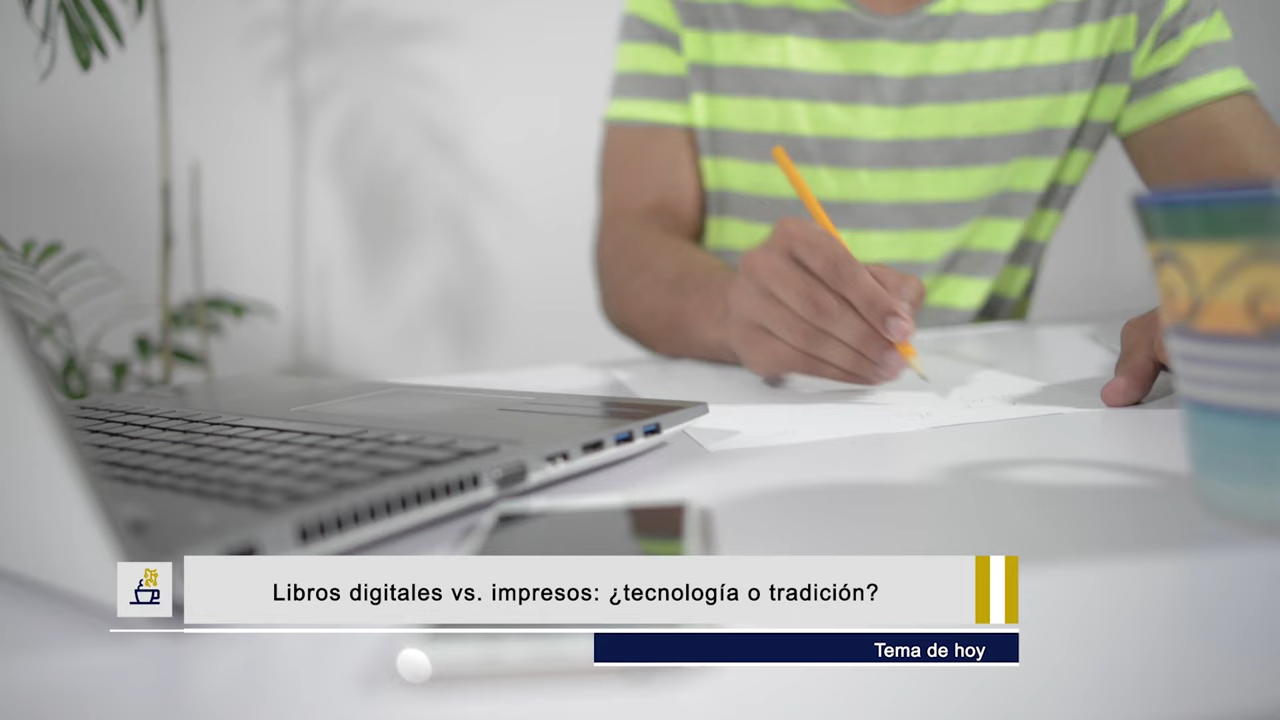 Libros digitales vs. impresos: ¿tecnología o tradición?
Tema de hoy